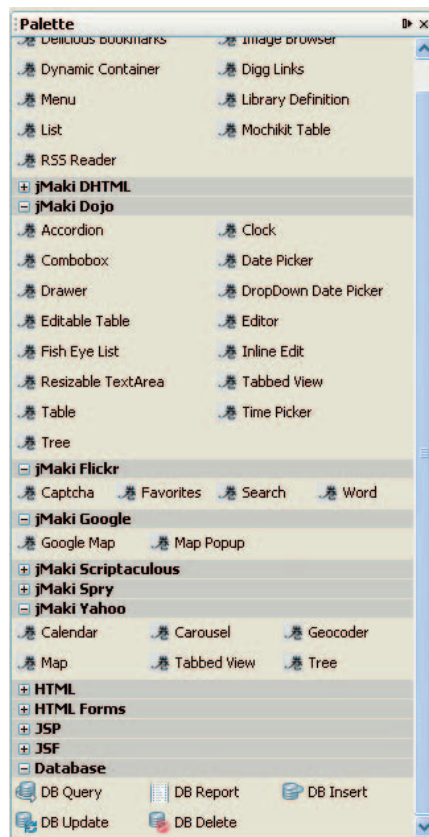 Palette
Delicious Bookmarks Image Browser
Dynamic Container Digg Links
Menu Library Definition
List Mochikit Table
RSS Reader
jMaki DHTML
jMaki Dojo
Accordion Clock
Combobox Date Picker
Drawer DropDown Date Picker
Editable Table Editor
Fish Eye List Inline Edit
Resizable TextArea Tabbed View
Table Time Picker
Tree
jMaki Flickr
Captcha Favorites Search Word
jMaki Google
Google Map Map Popup
jMaki Scriptaculous
jMaki Spry
jMaki Yahoo
Calendar Carousel Geocoder
Map Tabbed View Tree
HTML
HTML Forms
JSP
JSF
Database
DB Query DB Report DB Insert
DB Update DB Delete